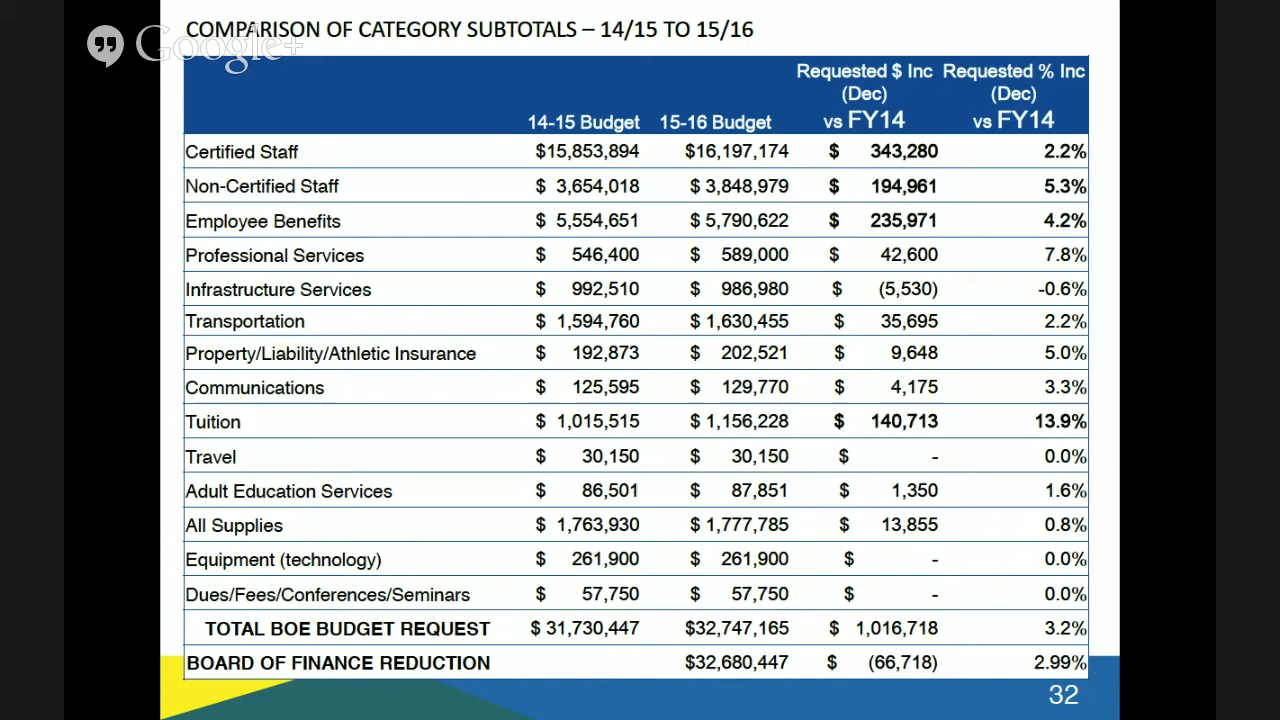 COMPARISON OF CATEGORY SUBTOTALS – 14/15 TO 15/16
Google+
Requested $ Inc Requested % Inc
(Dec) (Dec)
14-15 Budget 15-16 Budget vs FY14 vs FY14
Certified Staff $15,853,894 $16,197,174 $ 343,280 2.2%
Non-Certified Staff $ 3,654,018 $ 3,848,979 $ 194,961 5.3%
Employee Benefits $ 5,554,651 $ 5,790,622 $ 235,971 4.2%
Professional Services $ 546,400 $ 589,000 $ 42,600 7.8%
Infrastructure Services $ 992,510 $ 986,980 $ (5,530) -0.6%
Transportation $ 1,594,760 $ 1,630,455 $ 35,695 2.2%
Property/Liability/Athletic Insurance $ 192,873 $ 202,521 $ 9,648 5.0%
Communications $ 125,595 $ 129,770 $ 4,175 3.3%
Tuition $ 1,015,515 $ 1,156,228 $ 140,713 13.9%
Travel $ 30,150 $ 30,150 $ - 0.0%
Adult Education Services $ 86,501 $ 87,851 $ 1,350 1.6%
All Supplies $ 1,763,930 $ 1,777,785 $ 13,855 0.8%
Equipment (technology) $ 261,900 $ 261,900 $ - 0.0%
Dues/Fees/Conferences/Seminars $ 57,750 $ 57,750 $ - 0.0%
TOTAL BOE BUDGET REQUEST $ 31,730,447 $32,747,165 $ 1,016,718 3.2%
BOARD OF FINANCE REDUCTION $32,680,447 $ (66,718) 2.99%
32